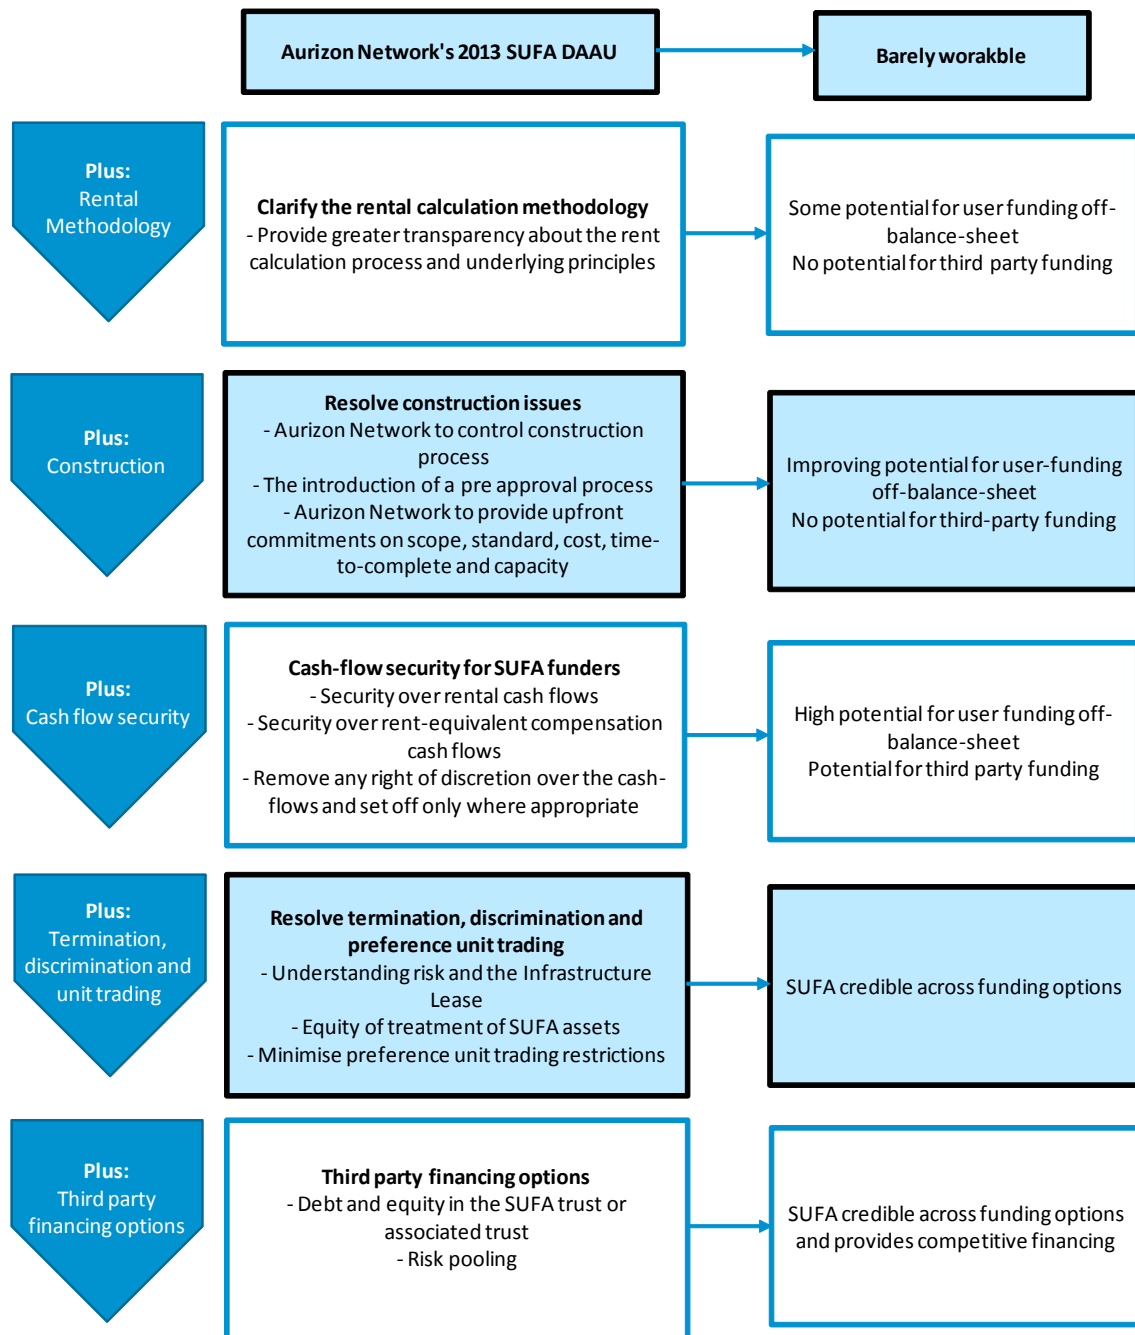 Aurizon Network's 2013 SUFA DAAU
Barely worakble
Plus:
Rental
Methodology
Clarify the rental calculation methodology
- Provide greater transparency about the rent
calculation process and underlying principles
Some potential for user funding off-
balance-sheet
No potential for third party funding
Plus:
Construction
Resolve construction issues
- Aurizon Network to control construction
process
- The introduction of a pre approval process
- Aurizon Network to provide upfront
commitments on scope, standard, cost, time-
to-complete and capacity
Improving potential for user-funding
off-balance-sheet
No potential for third-party funding
Plus:
Cash flow security
Cash-flow security for SUFA funders
- Security over rental cash flows
- Security over rent-equivalent compensation
cash flows
- Remove any right of discretion over the cash-
flows and set off only where appropriate
High potential for user funding off-
balance-sheet
Potential for third party funding
Plus:
Termination,
discrimination and
unit trading
Resolve termination, discrimination and
preference unit trading
- Understanding risk and the Infrastructure
Lease
- Equity of treatment of SUFA assets
- Minimise preference unit trading restrictions
SUFA credible across funding options
Plus:
Third party
financing options
Third party financing options
- Debt and equity in the SUFA trust or
associated trust
- Risk pooling
SUFA credible across funding options
and provides competitive financing